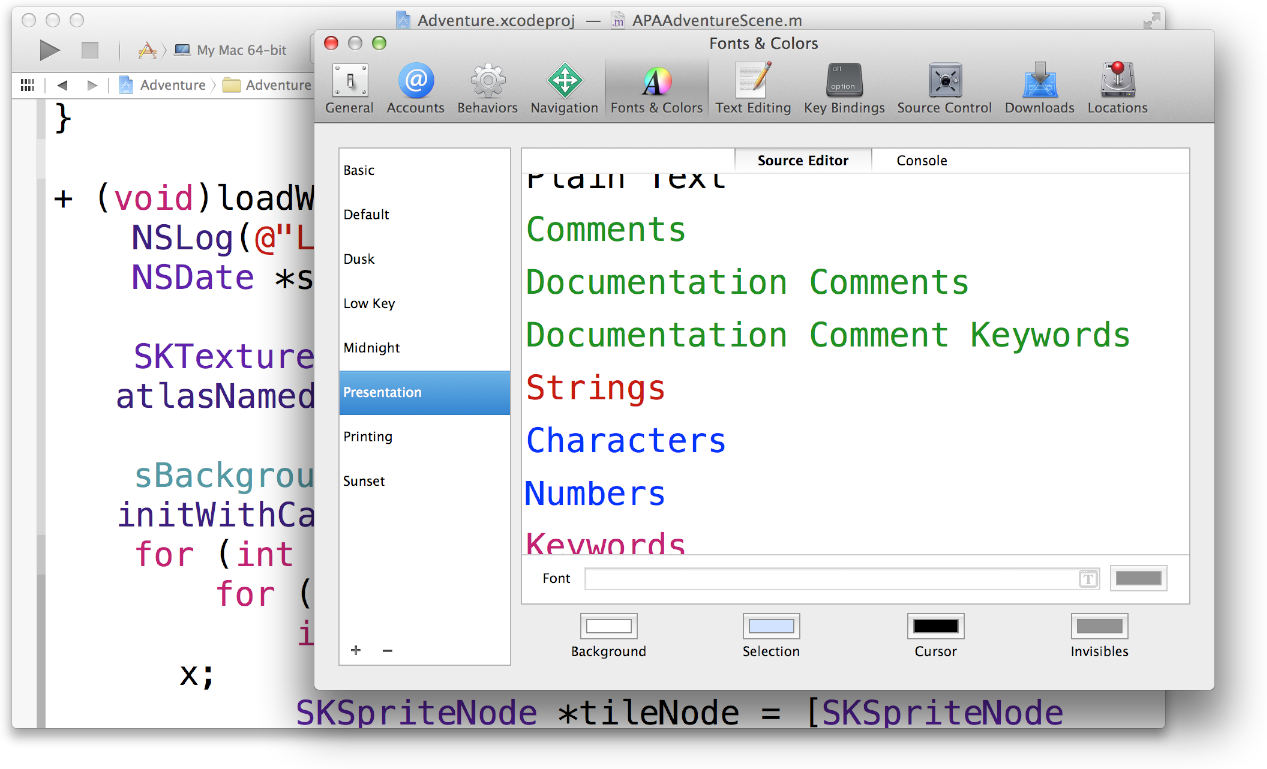 Adventure.xcodeproj — APAAdventureScene.m
My Mac 64-bit
Adventure Adventure
}
+ (void)loadW
NSLog(@"L
NSDate *s
SKTexture
atlasNamed
sBackgrou
initWithCa
for (int
for (
i
x;
SKSpriteNode *tileNode = [SKSpriteNode
Fonts & Colors
General Accounts Behaviors Navigation Fonts & Colors Text Editing Key Bindings Source Control Downloads Locations
alt
option
Basic
Default
Dusk
Low Key
Midnight
Presentation
Printing
Sunset
+ −
Source Editor Console
Plain Text
Comments
Documentation Comments
Documentation Comment Keywords
Strings
Characters
Numbers
Keywords
Font T
Background Selection Cursor Invisibles